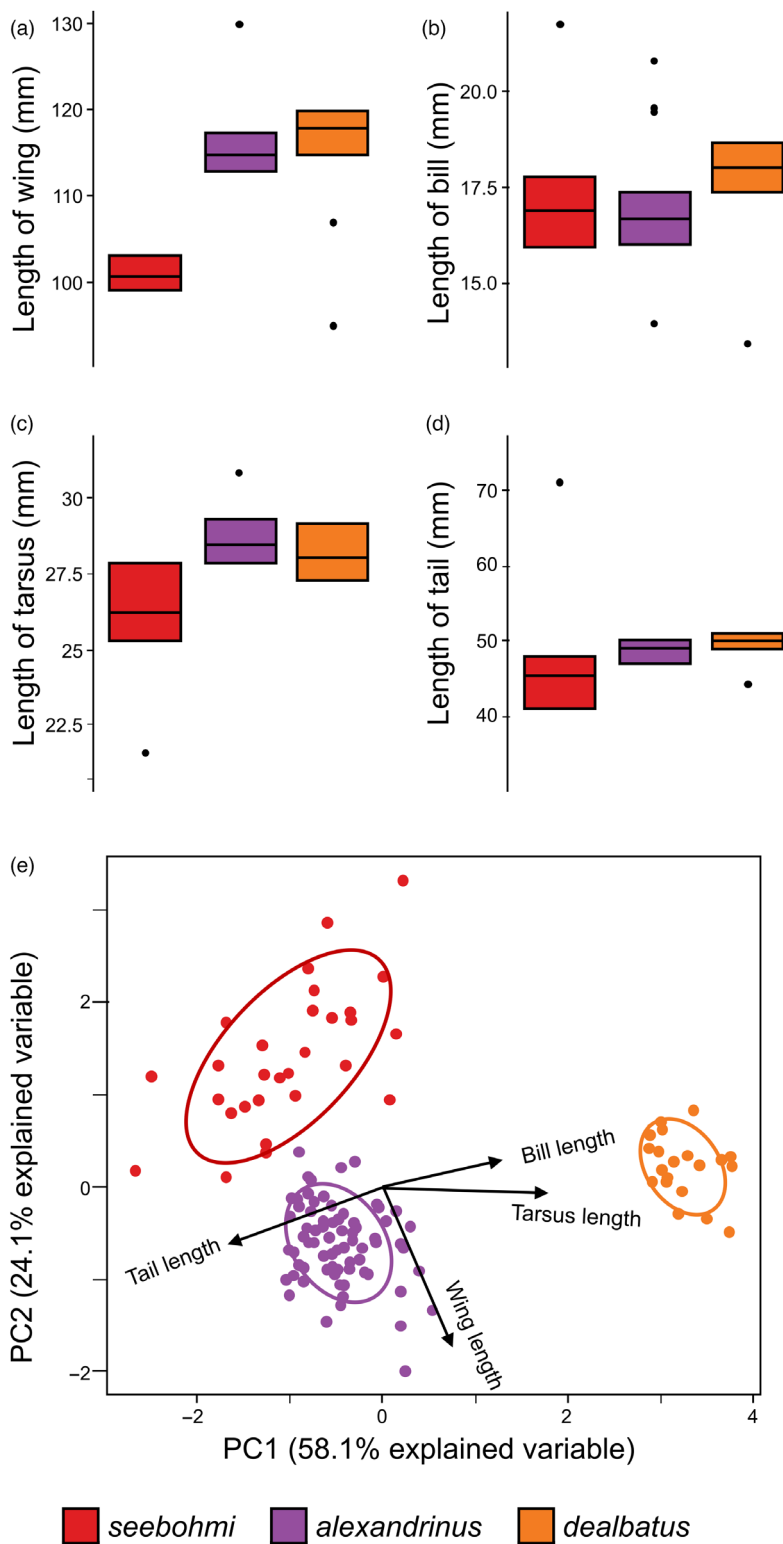 (a)
Length of wing (mm)
130
120
110
100
(b)
Length of bill (mm)
20.0
17.5
15.0
(c)
Length of tarsus (mm)
30
27.5
25
22.5
(d)
Length of tail (mm)
70
60
50
40
(e)
PC2 (24.1% explained variable)
2
0
−2
Bill length
Tarsus length
Tail length
Wing length
−2
0
2
4
PC1 (58.1% explained variable)
seebohmi alexandrinus dealbatus